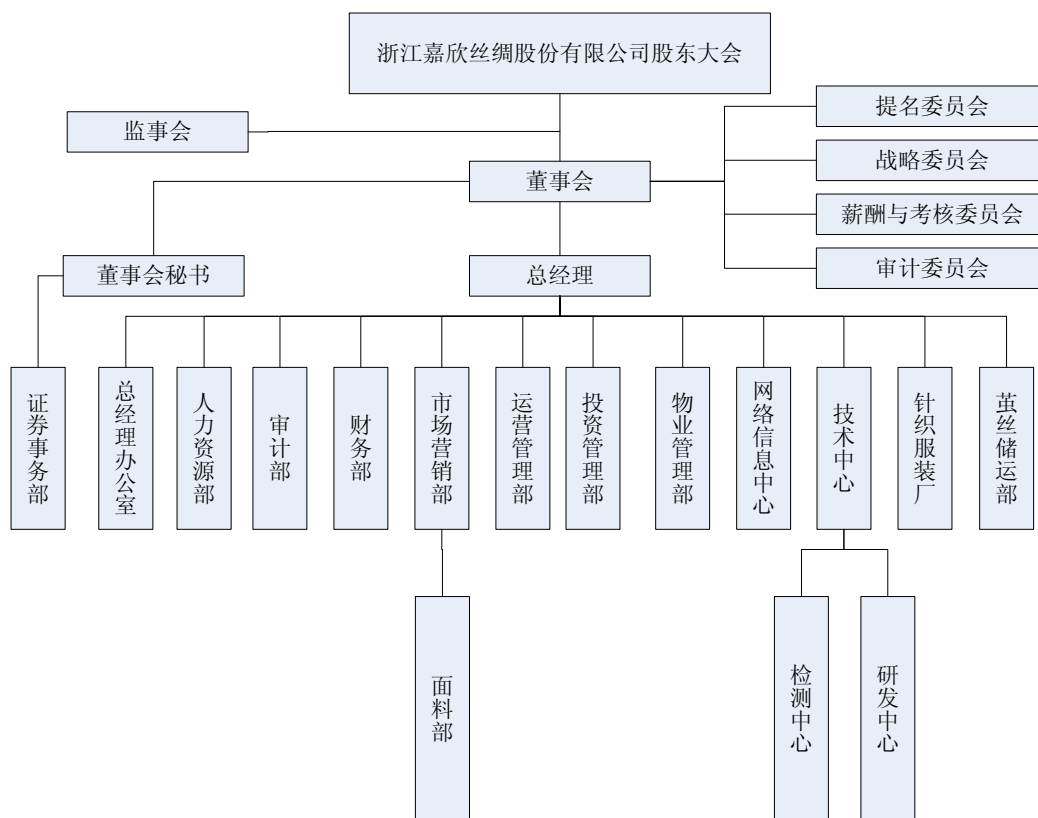 浙江嘉欣丝绸股份有限公司股东大会
提名委员会
监事会
战略委员会
董事会
薪酬与考核委员会
董事会秘书
总经理
审计委员会
证券事务部
总经理办公室
人力资源部
审计部
财务部
市场营销部
运营管理部
投资管理部
物业管理部
网络信息中心
技术中心
针织服装厂
茧丝储运部
面料部
检测中心
研发中心